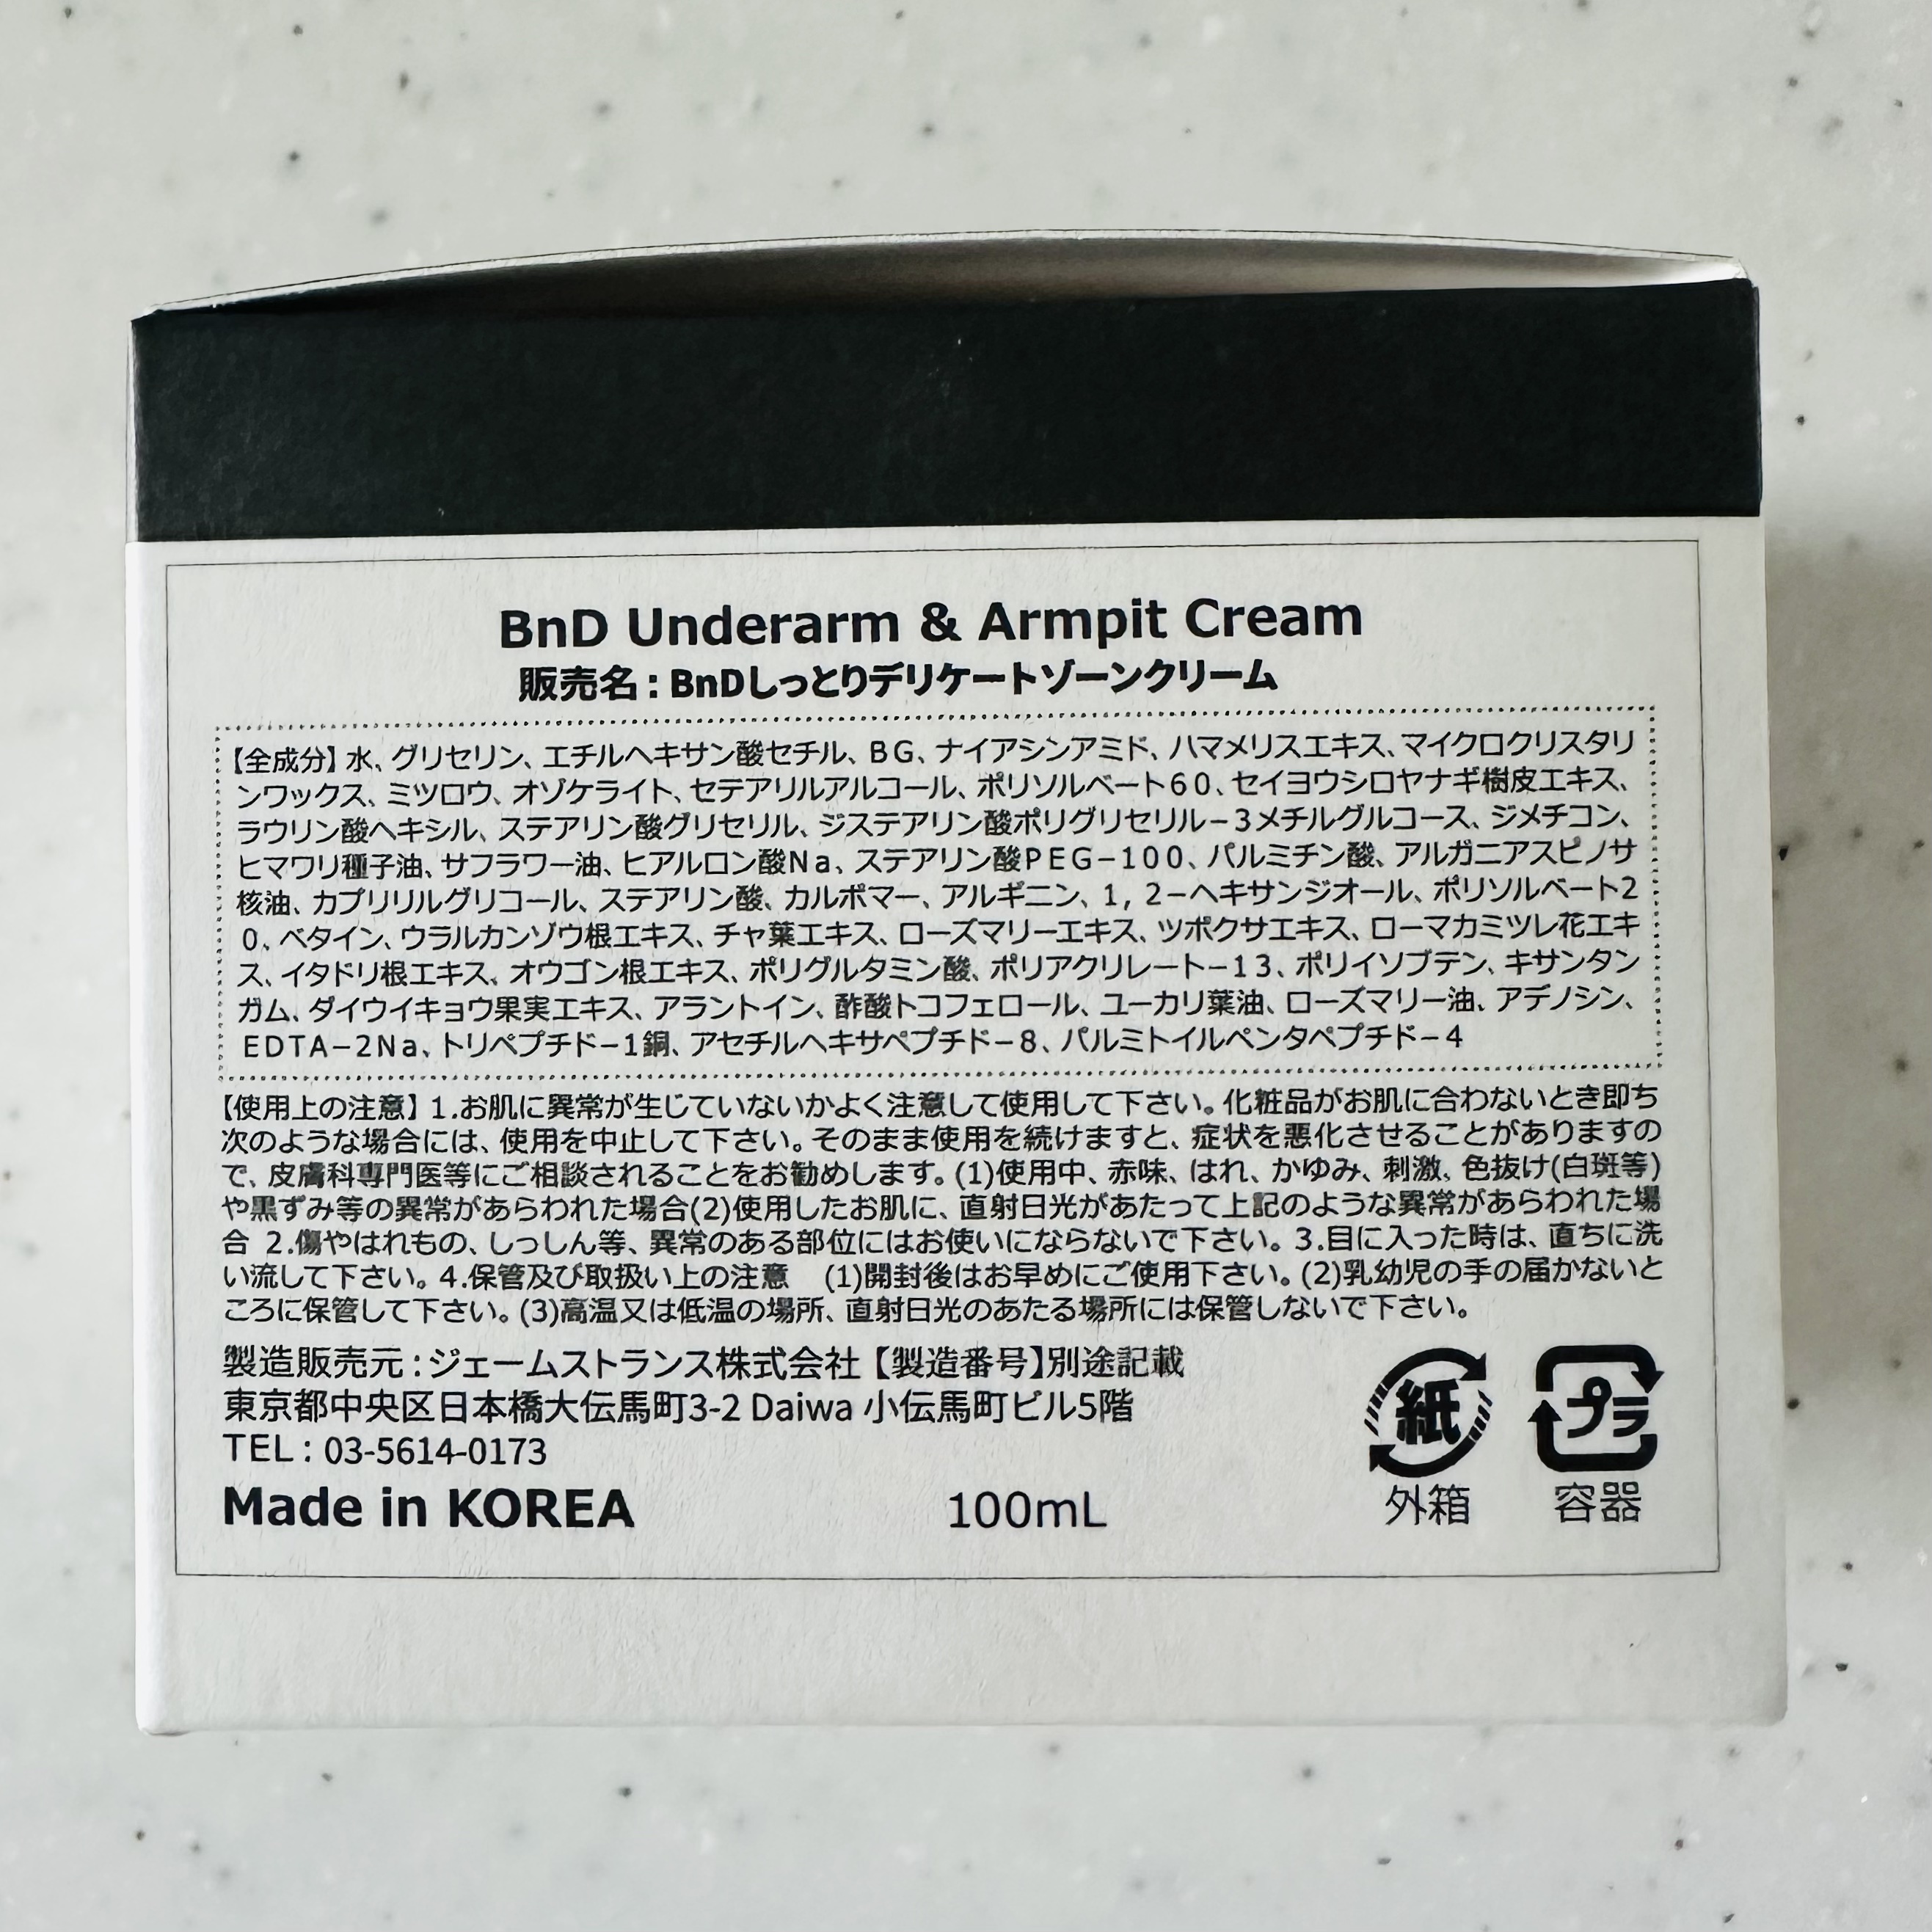 BnD Underarm & Armpit Cream
販売名：BnDしっとりデリケートゾーンクリーム
【全成分】水、グリセリン、エチルヘキサン酸セチル、BG、ナイアシンアミド、ハマメリスエキス、マイクロクリスタリ
ンワックス、ミツロウ、オゾケライト、セテアリルアルコール、ポリソルベート60、セイヨウシロヤナギ樹皮エキス、
ラウリン酸ヘキシル、ステアリン酸グリセリル、ジステアリン酸ポリグリセリル－3メチルグルコース、ジメチコン、
ヒマワリ種子油、サフラワー油、ヒアルロン酸Na、ステアリン酸PEG－100、パルミチン酸、アルガニアスピノサ
核油、カプリリルグリコール、ステアリン酸、カルボマー、アルギニン、1，2－ヘキサンジオール、ポリソルベート2
0、ベタイン、ウラルカンゾウ根エキス、チャ葉エキス、ローズマリーエキス、ツボクサエキス、ローマカミツレ花エキ
ス、イタドリ根エキス、オウゴン根エキス、ポリグルタミン酸、ポリアクリレート－13、ポリイソブテン、キサンタン
ガム、ダイウイキョウ果実エキス、アラントイン、酢酸トコフェロール、ユーカリ葉油、ローズマリー油、アデノシン、
EDTA－2Na、トリペプチド－1銅、アセチルヘキサペプチド－8、パルミトイルペンタペプチド－4
【使用上の注意】1.お肌に異常が生じていないかよく注意して使用して下さい。化粧品がお肌に合わないとき即ち
次のような場合には、使用を中止して下さい。そのまま使用を続けますと、症状を悪化させることがありますの
で、皮膚科専門医等にご相談されることをお勧めします。(1)使用中、赤味、はれ、かゆみ、刺激、色抜け(白斑等)
や黒ずみ等の異常があらわれた場合(2)使用したお肌に、直射日光があたって上記のような異常があらわれた場
合 2.傷やはれもの、しっしん等、異常のある部位にはお使いにならないで下さい。3.目に入った時は、直ちに洗
い流して下さい。4.保管及び取扱い上の注意 (1)開封後はお早めにご使用下さい。(2)乳幼児の手の届かないと
ころに保管して下さい。(3)高温又は低温の場所、直射日光のあたる場所には保管しないで下さい。
製造販売元：ジェームストランス株式会社【製造番号】別途記載
東京都中央区日本橋大伝馬町3-2 Daiwa 小伝馬町ビル5階
TEL：03-5614-0173
Made in KOREA 100mL
紙 プラ
外箱 容器